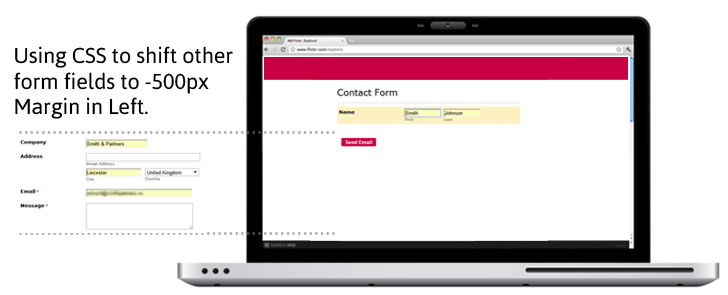 Using CSS to shift other
form fields to -500px
Margin in Left.
www.flickr.com/explore
Contact Form
Name
Smith
Johnson
First
Last
Send Email
Company
Smith & Partners
Address
Street Address
Leicester
United Kingdom
City
Country
Email *
Message *